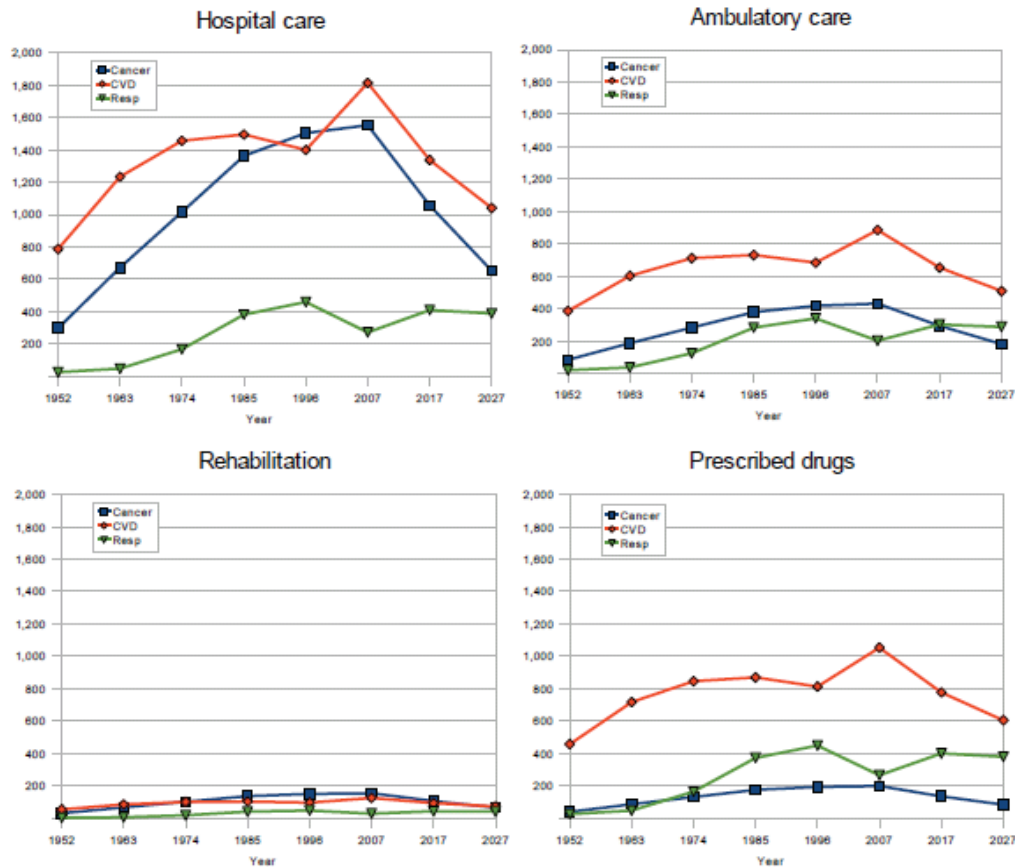 Hospital care
2,000
1,800
1,600
1,400
1,200
1,000
800
600
400
200
Cancer
CVD
Resp
1952 1963 1974 1985 1996 2007 2017 2027
Year
Ambulatory care
2,000
1,800
1,600
1,400
1,200
1,000
800
600
400
200
Cancer
CVD
Resp
1952 1963 1974 1985 1996 2007 2017 2027
Year
Rehabilitation
2,000
1,800
1,600
1,400
1,200
1,000
800
600
400
200
Cancer
CVD
Resp
1952 1963 1974 1985 1996 2007 2017 2027
Year
Prescribed drugs
2,000
1,800
1,600
1,400
1,200
1,000
800
600
400
200
Cancer
CVD
Resp
1952 1963 1974 1985 1996 2007 2017 2027
Year